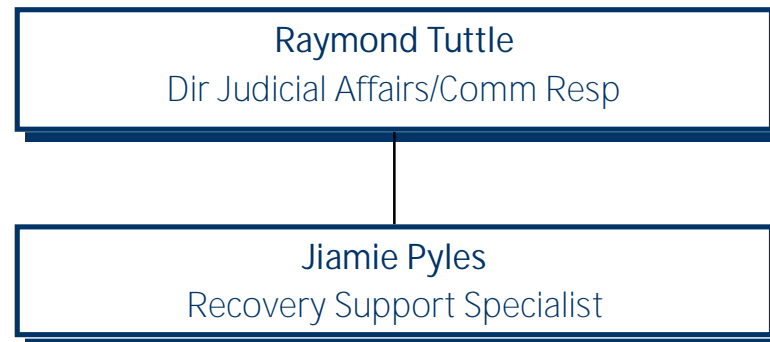 Raymond Tuttle
Dir Judicial Affairs/Comm Resp
Jiamie Pyles
Recovery Support Specialist